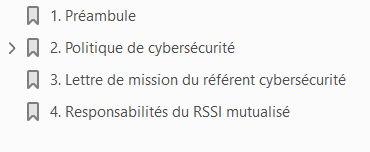 1. Préambule
2. Politique de cybersécurité
3. Lettre de mission du référent cybersécurité
4. Responsabilités du RSSI mutualisé